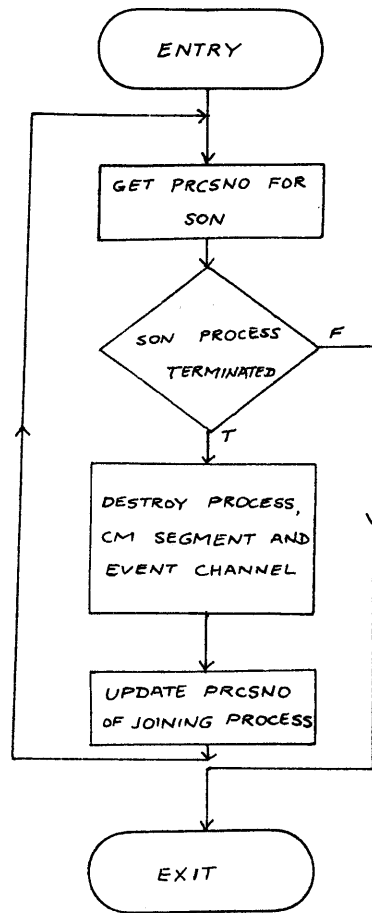 ENTRY
GET PRCSNO FOR
SON
SON PROCESS
TERMINATED
F
T
DESTROY PROCESS,
CM SEGMENT AND
EVENT CHANNEL
UPDATE PRCSNO
OF JOINING PROCESS
EXIT